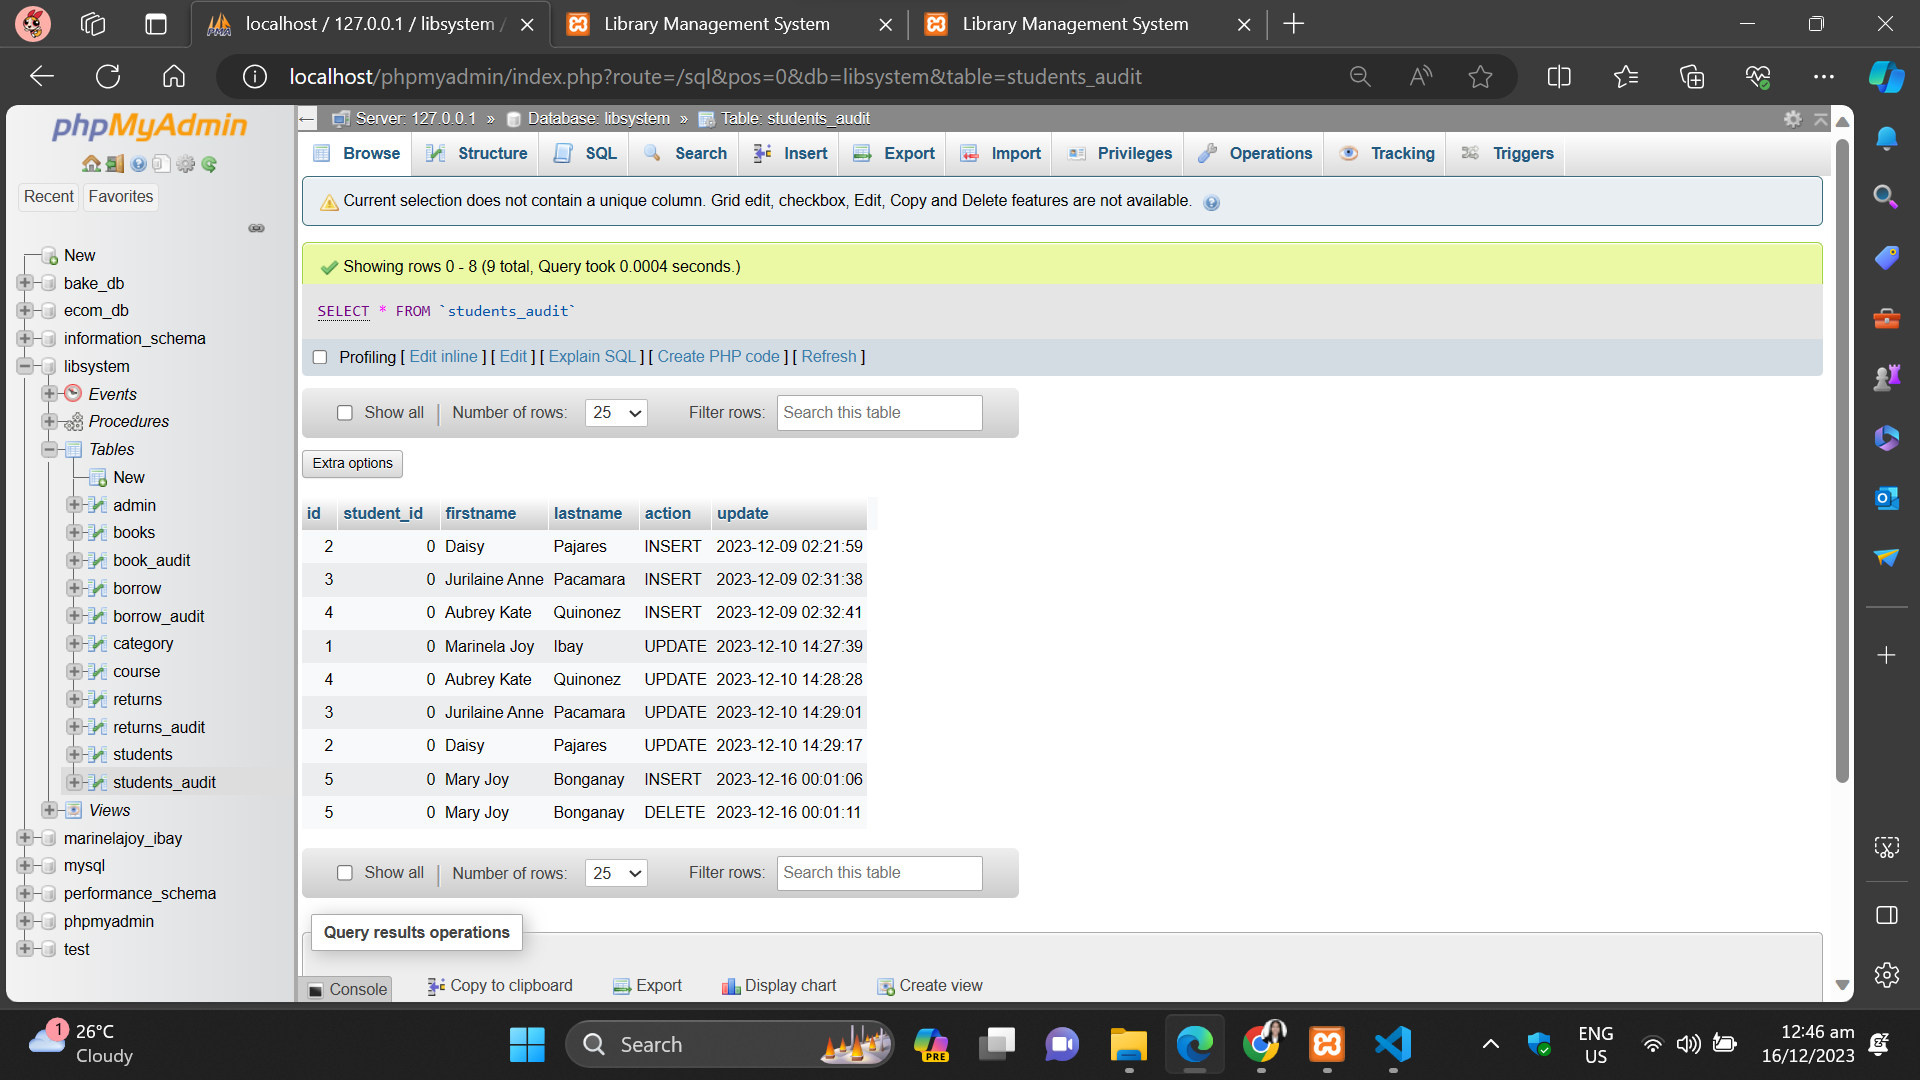 localhost / 127.0.0.1 / libsystem /
Library Management System
Library Management System
localhost/phpmyadmin/index.php?route=/sql&pos=0&db=libsystem&table=students_audit
phpMyAdmin
Recent Favorites
New
bake_db
ecom_db
information_schema
libsystem
Events
Procedures
Tables
New
admin
books
book_audit
borrow
borrow_audit
category
course
returns
returns_audit
students
students_audit
Views
marinelajoy_ibay
mysql
performance_schema
phpmyadmin
test
Server: 127.0.0.1 » Database: libsystem » Table: students_audit
Browse Structure SQL Search Insert Export Import Privileges Operations Tracking Triggers
Current selection does not contain a unique column. Grid edit, checkbox, Edit, Copy and Delete features are not available.
Showing rows 0 - 8 (9 total, Query took 0.0004 seconds.)
SELECT * FROM `students_audit`
Profiling [ Edit inline ] [ Edit ] [ Explain SQL ] [ Create PHP code ] [ Refresh ]
Show all | Number of rows: 25 Filter rows: Search this table
Extra options
id student_id firstname lastname action update
2 0 Daisy Pajares INSERT 2023-12-09 02:21:59
3 0 Jurilaine Anne Pacamara INSERT 2023-12-09 02:31:38
4 0 Aubrey Kate Quinonez INSERT 2023-12-09 02:32:41
1 0 Marinela Joy Ibay UPDATE 2023-12-10 14:27:39
4 0 Aubrey Kate Quinonez UPDATE 2023-12-10 14:28:28
3 0 Jurilaine Anne Pacamara UPDATE 2023-12-10 14:29:01
2 0 Daisy Pajares UPDATE 2023-12-10 14:29:17
5 0 Mary Joy Bonganay INSERT 2023-12-16 00:01:06
5 0 Mary Joy Bonganay DELETE 2023-12-16 00:01:11
Show all | Number of rows: 25 Filter rows: Search this table
Query results operations
Console Copy to clipboard Export Display chart Create view
1
26°C
Cloudy
Search
PRE
ENG
US
12:46 am
16/12/2023